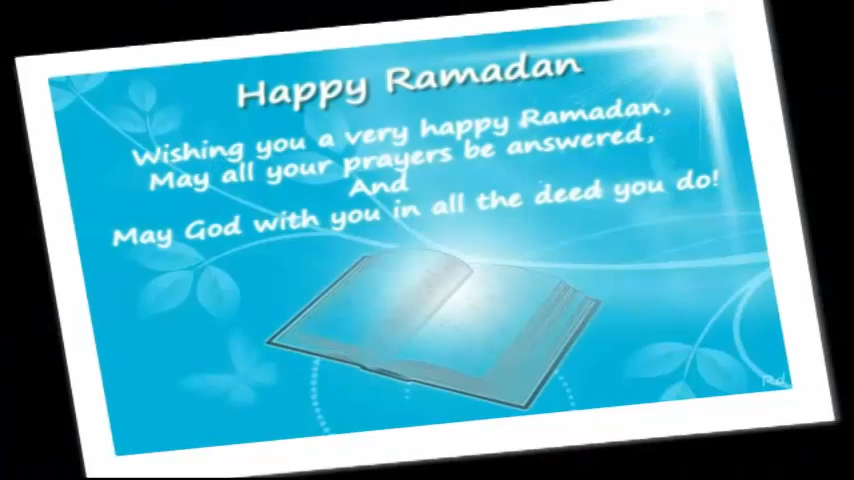 Happy Ramadan
Wishing you a very happy Ramadan,
May all your prayers be answered,
And
May God with you in all the deed you do!
Rd